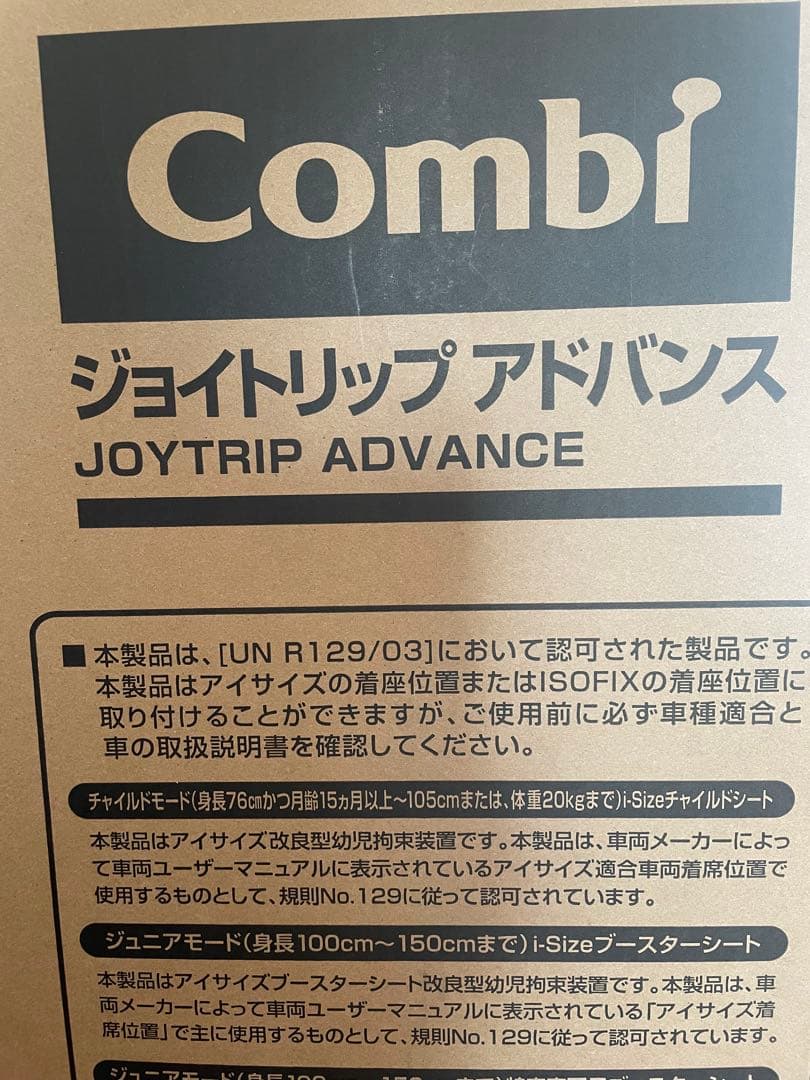 Combi
ジョイトリップ アドバンス
JOYTRIP ADVANCE
■ 本製品は、[UN R129/03]において認可された製品です。
本製品はアイサイズの着座位置またはISOFIXの着座位置に
取り付けることができますが、ご使用前に必ず車種適合と
車の取扱説明書を確認してください。
チャイルドモード(身長76cmかつ月齢15ヵ月以上〜105cmまたは、体重20kgまで)i-Sizeチャイルドシート
本製品はアイサイズ改良型幼児拘束装置です。本製品は、車両メーカーによっ
て車両ユーザーマニュアルに表示されているアイサイズ適合車両着席位置で
使用するものとして、規則No.129に従って認可されています。
ジュニアモード(身長100cm〜150cmまで)i-Sizeブースターシート
本製品はアイサイズブースターシート改良型幼児拘束装置です。本製品は、車
両メーカーによって車両ユーザーマニュアルに表示されている「アイサイズ着
席位置」で主に使用するものとして、規則No.129に従って認可されています。
ジュニアモード(身長100